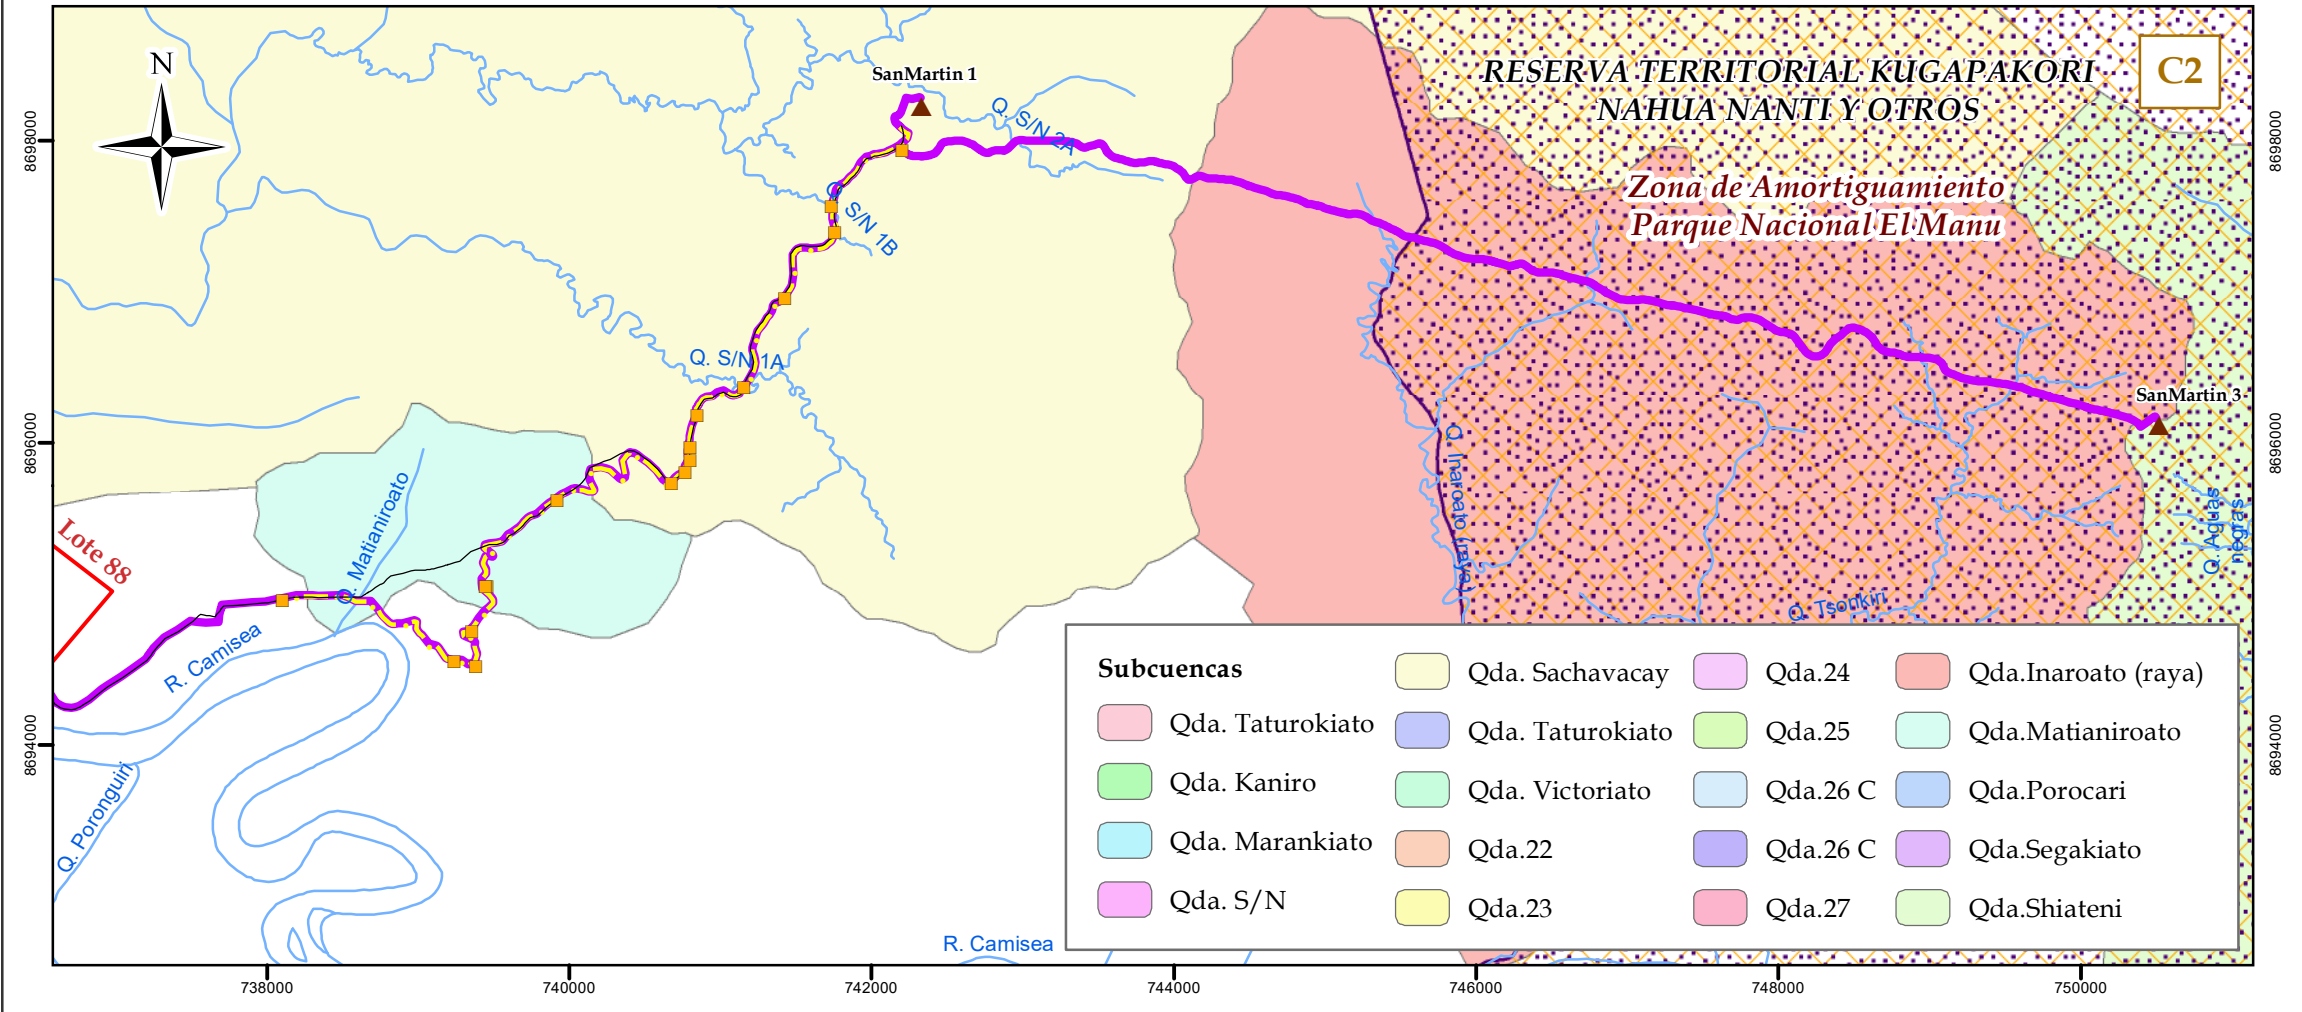 N
SanMartin 1
Q. S/N 2A
RESERVA TERRITORIAL KUGAPAKORI
NAHUA NANTI Y OTROS
C2
Zona de Amortiguamiento
Parque Nacional El Manu
8698000
8698000
Q. S/N 1B
Q. S/N 1A
SanMartin 3
8696000
8696000
Q. Matianiroato
Q. Inaroato (raya)
Q. Aguas
negras
Lote 88
Q. Tsonkiri
R. Camisea
8694000
8694000
Q. Poronguiri
R. Camisea
Subcuencas
Qda. Taturokiato
Qda. Kaniro
Qda. Marankiato
Qda. S/N
Qda. Sachavacay
Qda. Taturokiato
Qda. Victoriato
Qda.22
Qda.23
Qda.24
Qda.25
Qda.26 C
Qda.26 C
Qda.27
Qda.Inaroato (raya)
Qda.Matianiroato
Qda.Porocari
Qda.Segakiato
Qda.Shiateni
738000
740000
742000
744000
746000
748000
750000